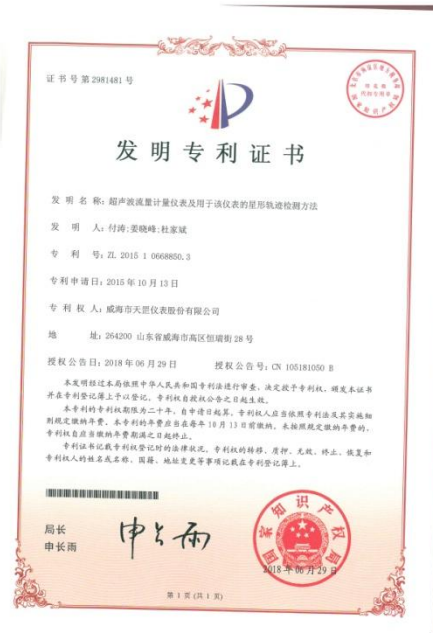 证书号第2981481号
发明专利证书
发 明 名 称：超声波流量计量仪表及用于该仪表的星形轨迹检测方法
发 明 人：付涛;姜晓峰;杜家斌
专 利 号：ZL 2015 1 0668850.3
专利申请日：2015年10月13日
专 利 权 人：威海市天罡仪表股份有限公司
地 址：264200 山东省威海市高区恒瑞街28号
授权公告日：2018年06月29日 授权公告号：CN 105181050 B
本发明经过本局依照中华人民共和国专利法进行审查，决定授予专利权，颁发本证书
并在专利登记簿上予以登记。专利权自授权公告之日起生效。
本专利的专利权期限为二十年，自申请日起算。专利权人应当依照专利法及其实施细
则规定缴纳年费。本专利的年费应当在每年10月13日前缴纳。未按照规定缴纳年费的，
专利权自应当缴纳年费期满之日起终止。
专利证书记载专利权登记时的法律状况。专利权的转移、质押、无效、终止、恢复和
专利权人的姓名或名称、国籍、地址变更等事项记载在专利登记簿上。
局长
申长雨
申长雨
国家知识产权局
2018年06月29日
第 1 页 (共 1 页)